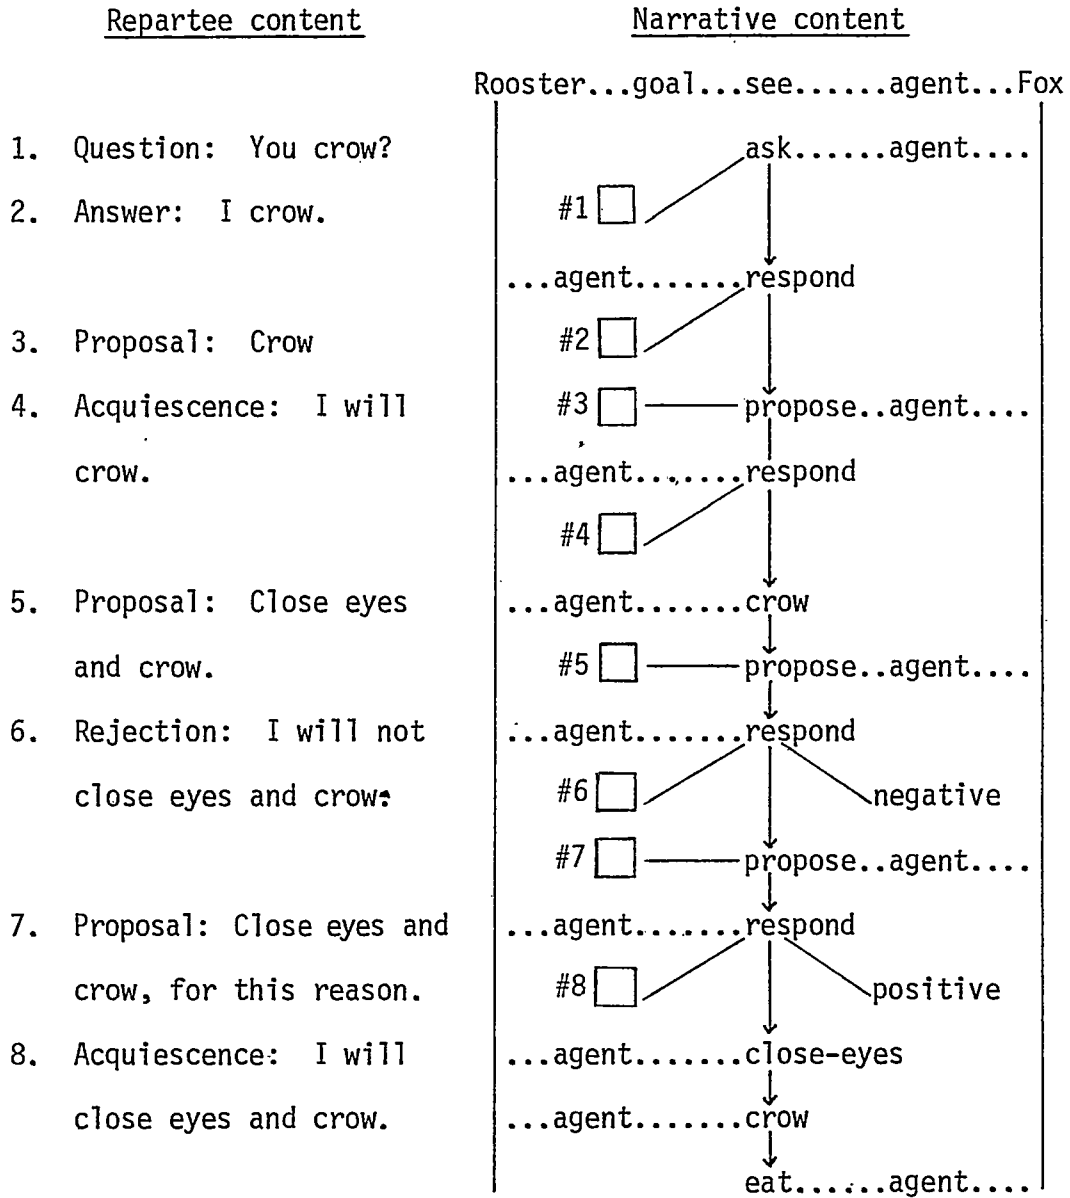 Repartee content
Narrative content
Rooster...goal...see......agent...Fox
1. Question: You crow?
ask......agent....
2. Answer: I crow.
#1
...agent.......respond
3. Proposal: Crow
#2
4. Acquiescence: I will
#3
propose..agent....
crow.
...agent.......respond
#4
5. Proposal: Close eyes
...agent.......crow
and crow.
#5
propose..agent....
6. Rejection: I will not
...agent.......respond
close eyes and crow.
#6
negative
#7
propose..agent....
7. Proposal: Close eyes and
...agent.......respond
crow, for this reason.
#8
positive
8. Acquiescence: I will
...agent.......close-eyes
close eyes and crow.
...agent.......crow
eat......agent....